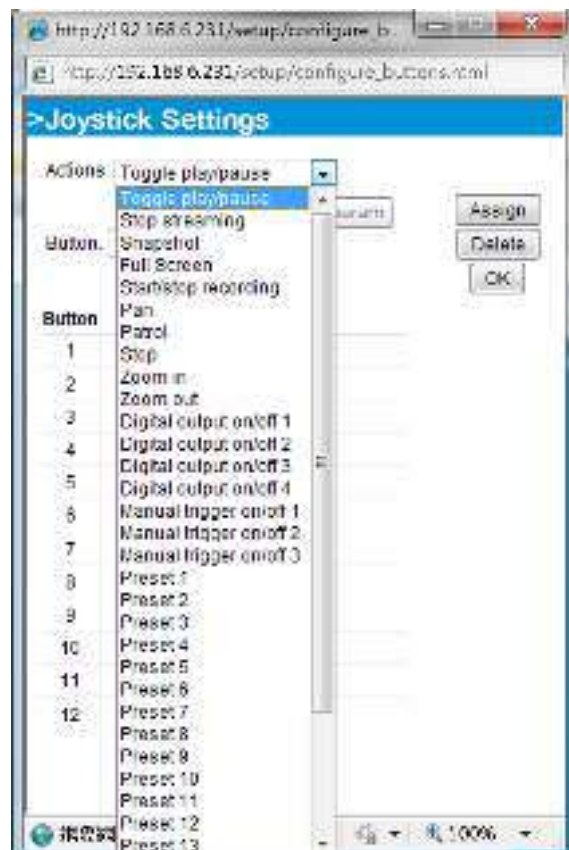 http://192.168.6.231/setup/configure_b...
http://192.168.6.231/setup/configure_buttons.html
>Joystick Settings
Actions Toggle play/pause
Toggle play/pause
Stop streaming
Assign
Button.
Snapshot
Delete
Full Screen
OK
Start/stop recording
Button
Pan
Patrol
1
Stop
2
Zoom in
Zoom out
3
Digital output on/off 1
4
Digital output on/off 2
Digital output on/off 3
5
Digital output on/off 4
6
Manual trigger on/off 1
Manual trigger on/off 2
7
Manual trigger on/off 3
8
Preset 1
Preset 2
9
Preset 3
10
Preset 4
Preset 5
11
Preset 6
12
Preset 7
Preset 8
Preset 9
Preset 10
Preset 11
Preset 12
100%
Preset 13